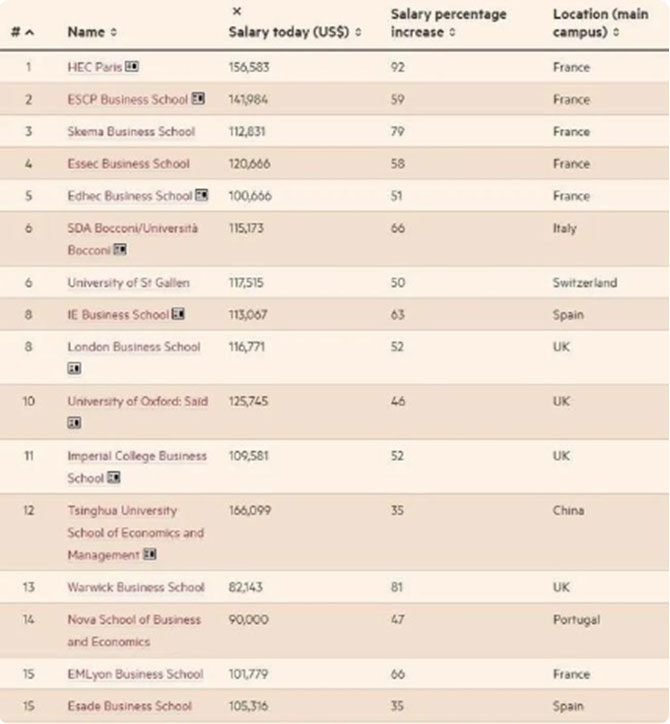 # Name Salary today (US$) Salary percentage increase Location (main campus)
1 HEC Paris 156,583 92 France
2 ESCP Business School 141,984 59 France
3 Skema Business School 112,831 79 France
4 Essec Business School 120,666 58 France
5 Edhec Business School 100,666 51 France
6 SDA Bocconi/Università Bocconi 115,173 66 Italy
6 University of St Gallen 117,515 50 Switzerland
8 IE Business School 113,067 63 Spain
8 London Business School 116,771 52 UK
10 University of Oxford: Saïd 125,745 46 UK
11 Imperial College Business School 109,581 52 UK
12 Tsinghua University School of Economics and Management 166,099 35 China
13 Warwick Business School 82,143 81 UK
14 Nova School of Business and Economics 90,000 47 Portugal
15 EMLyon Business School 101,779 66 France
15 Esade Business School 105,316 35 Spain